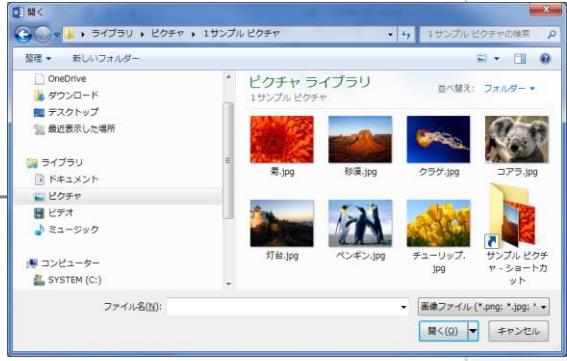 開く
ライブラリ ▸ ピクチャ ▸ 1サンプル ピクチャ
1サンプル ピクチャの検索
整理 ▼ 新しいフォルダー
OneDrive
ダウンロード
デスクトップ
最近表示した場所
ライブラリ
ドキュメント
ピクチャ
ビデオ
ミュージック
コンピューター
SYSTEM (C:)
ピクチャ ライブラリ
1サンプル ピクチャ
並べ替え: フォルダー ▼
菊.jpg
砂漠.jpg
クラゲ.jpg
コアラ.jpg
灯台.jpg
ペンギン.jpg
チューリップ.
jpg
サンプル ピクチ
ャ - ショートカ
ット
ファイル名(N):
画像ファイル (*.png; *.jpg; *
開く(O)
キャンセル